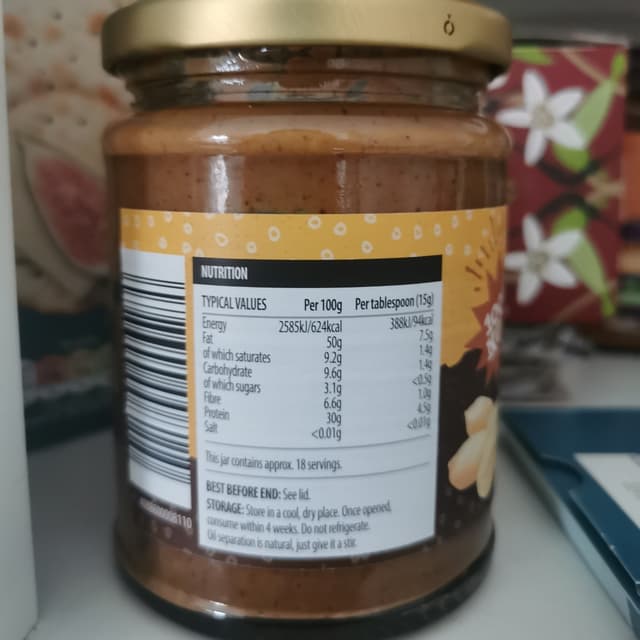 NUTRITION
TYPICAL VALUES Per 100g Per tablespoon (15g)
Energy 2585kJ/624kcal 388kJ/94kcal
Fat 50g 7.5g
of which saturates 9.2g 1.4g
Carbohydrate 9.6g 1.4g
of which sugars 3.1g <0.5g
Fibre 6.6g 1.0g
Protein 30g 4.5g
Salt <0.01g <0.01g
This jar contains approx. 18 servings.
BEST BEFORE END: See lid.
STORAGE: Store in a cool, dry place. Once opened,
consume within 4 weeks. Do not refrigerate.
Oil separation is natural, just give it a stir.